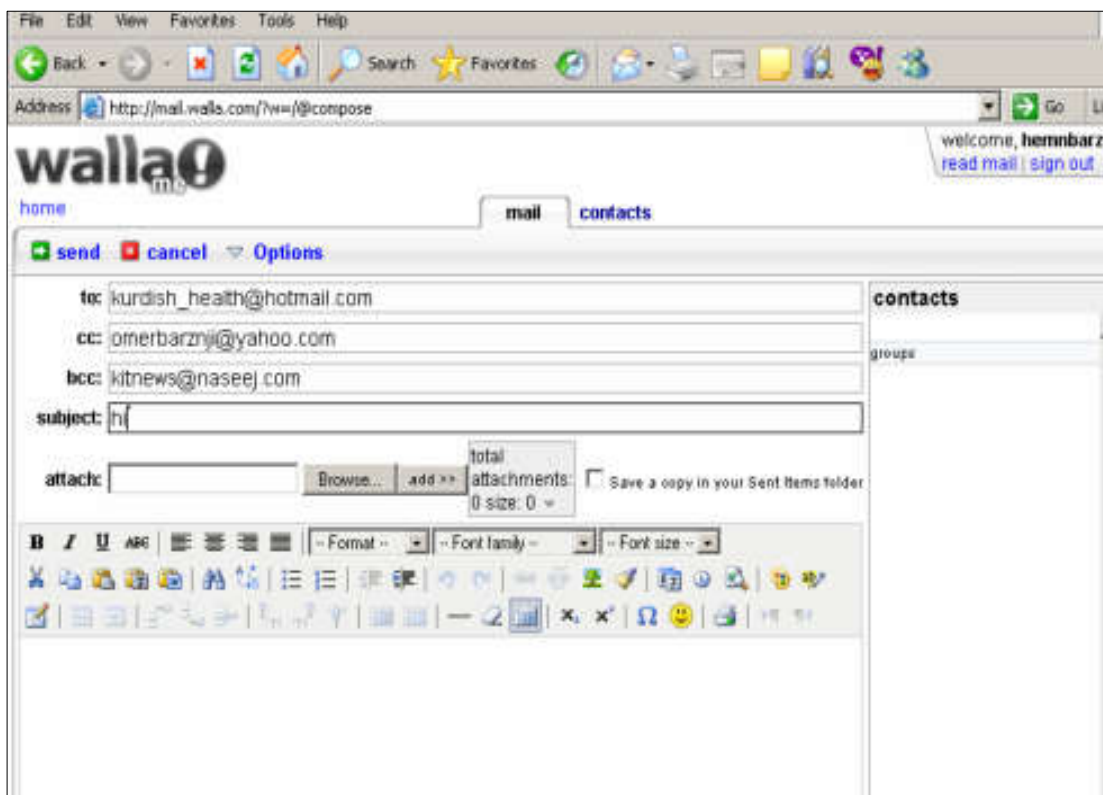 File Edit View Favorites Tools Help
Back Search Favorites
Address http://mail.walla.com/?w=/@compose Go
walla!
me
welcome, hemnbarz
read mail | sign out
home
mail contacts
send cancel Options
to: kurdish_health@hotmail.com
cc: omerbarznji@yahoo.com
bcc: kitnews@naseej.com
subject: hi
attach: Browse... add >> total attachments: 0 size: 0 Save a copy in your Sent Items folder
contacts
groups
B I U ABC -- Format -- -- Font family -- -- Font size --